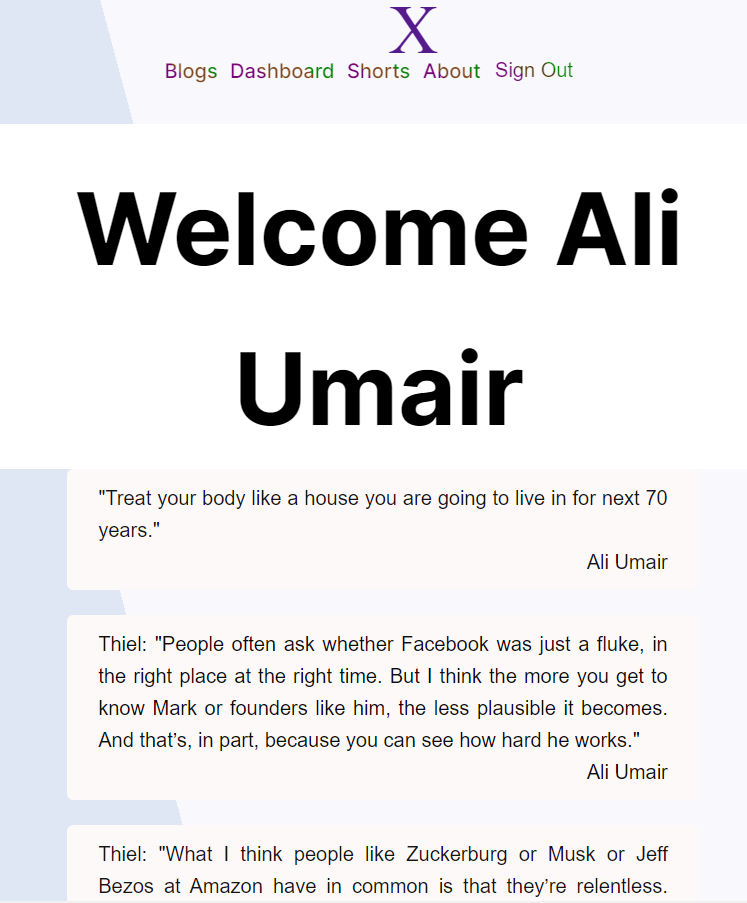 X
Blogs Dashboard Shorts About Sign Out
Welcome Ali
Umair
"Treat your body like a house you are going to live in for next 70
years."
Ali Umair
Thiel: "People often ask whether Facebook was just a fluke, in
the right place at the right time. But I think the more you get to
know Mark or founders like him, the less plausible it becomes.
And that’s, in part, because you can see how hard he works."
Ali Umair
Thiel: "What I think people like Zuckerburg or Musk or Jeff
Bezos at Amazon have in common is that they’re relentless.